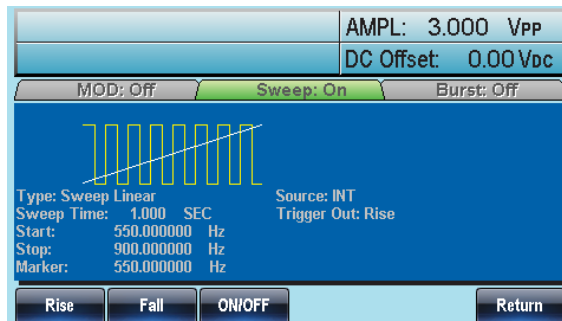 AMPL: 3.000 VPP
DC Offset: 0.00 VDC
MOD: Off Sweep: On Burst: Off
Type: Sweep Linear Source: INT
Sweep Time: 1.000 SEC Trigger Out: Rise
Start: 550.000000 Hz
Stop: 900.000000 Hz
Marker: 550.000000 Hz
Rise Fall ON/OFF Return